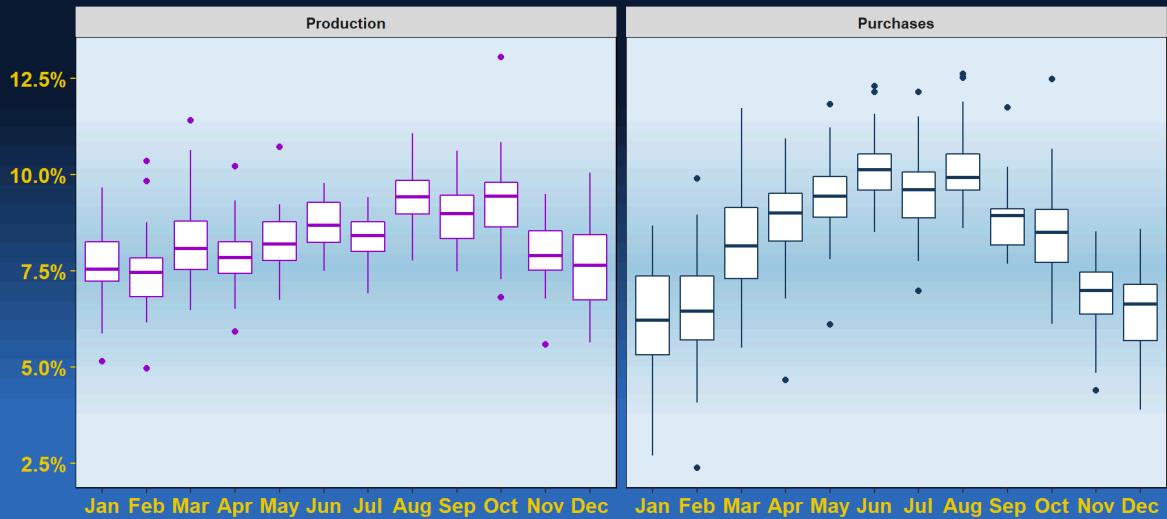 Production Purchases
12.5%
10.0%
7.5%
5.0%
2.5%
Jan Feb Mar Apr May Jun Jul Aug Sep Oct Nov Dec Jan Feb Mar Apr May Jun Jul Aug Sep Oct Nov Dec